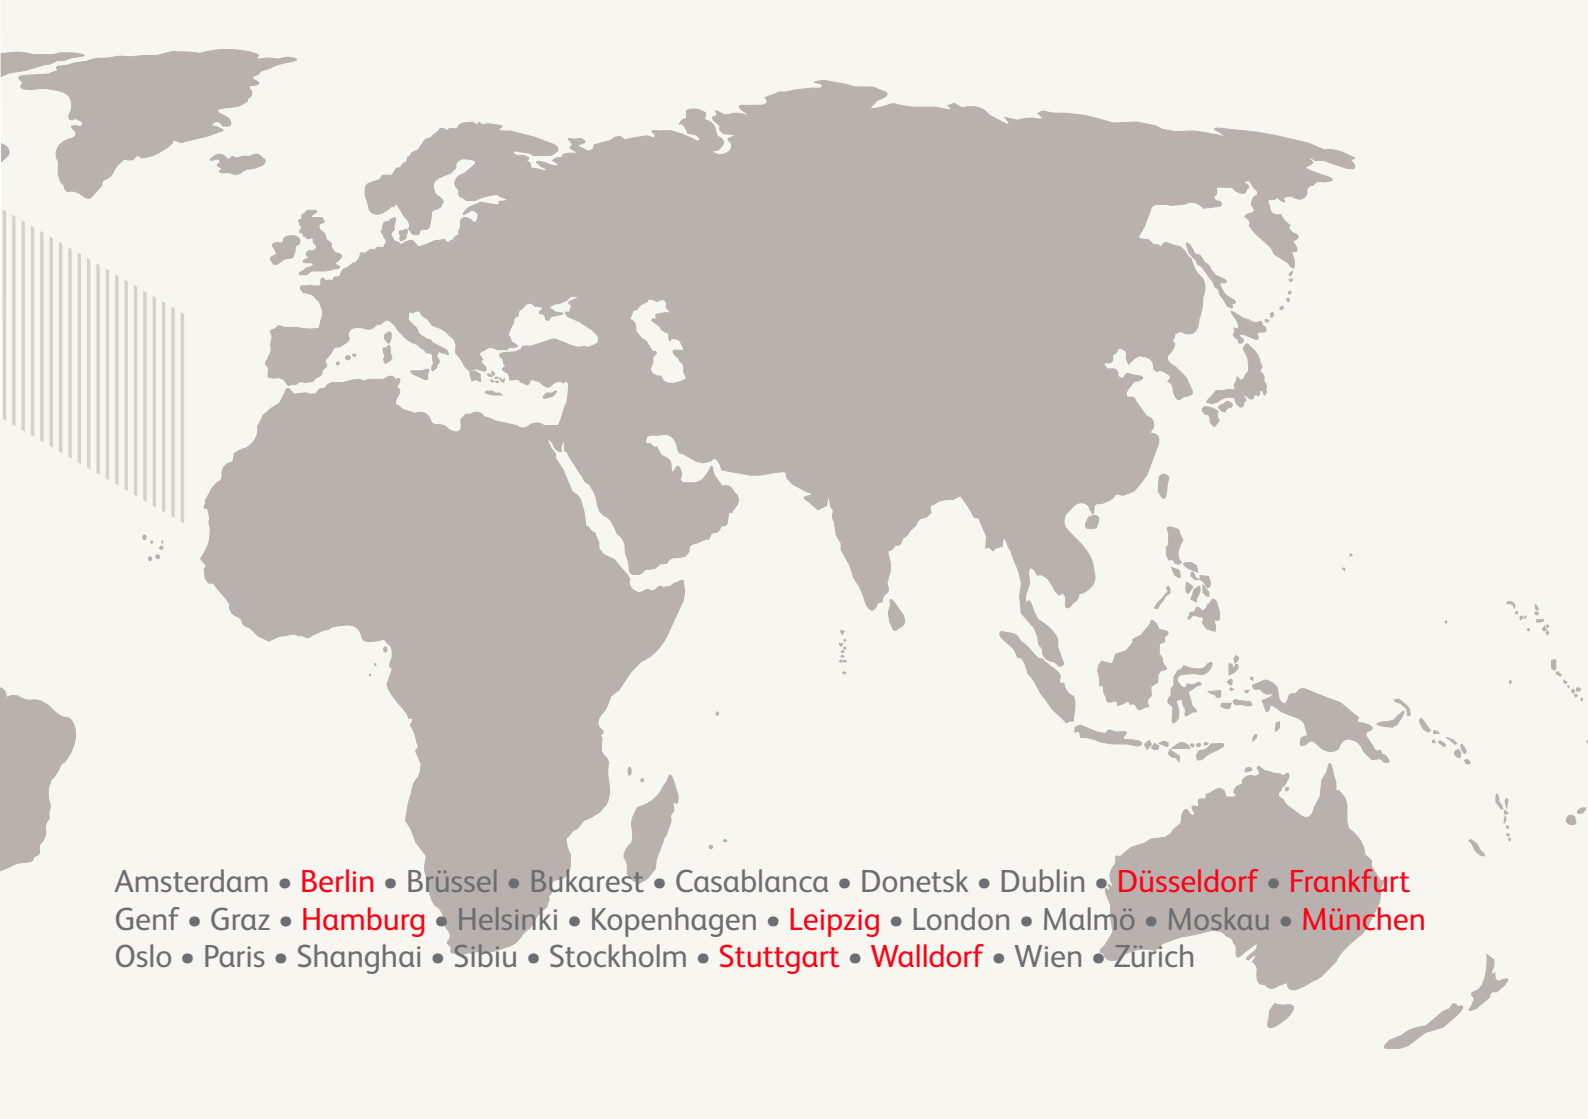 Amsterdam • Berlin • Brüssel • Bukarest • Casablanca • Donetsk • Dublin • Düsseldorf • Frankfurt
Genf • Graz • Hamburg • Helsinki • Kopenhagen • Leipzig • London • Malmö • Moskau • München
Oslo • Paris • Shanghai • Sibiu • Stockholm • Stuttgart • Walldorf • Wien • Zürich